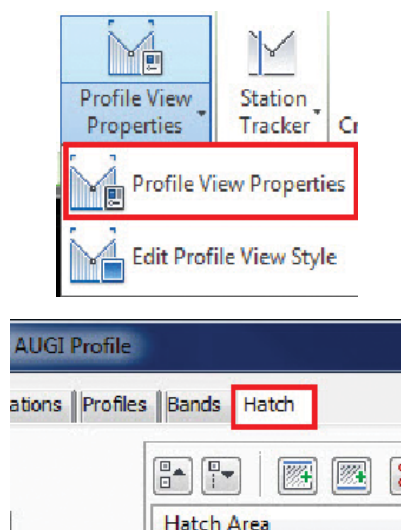 Profile View Properties
Station Tracker
Cr
Profile View Properties
Edit Profile View Style
AUGI Profile
ations Profiles Bands Hatch
Hatch Area